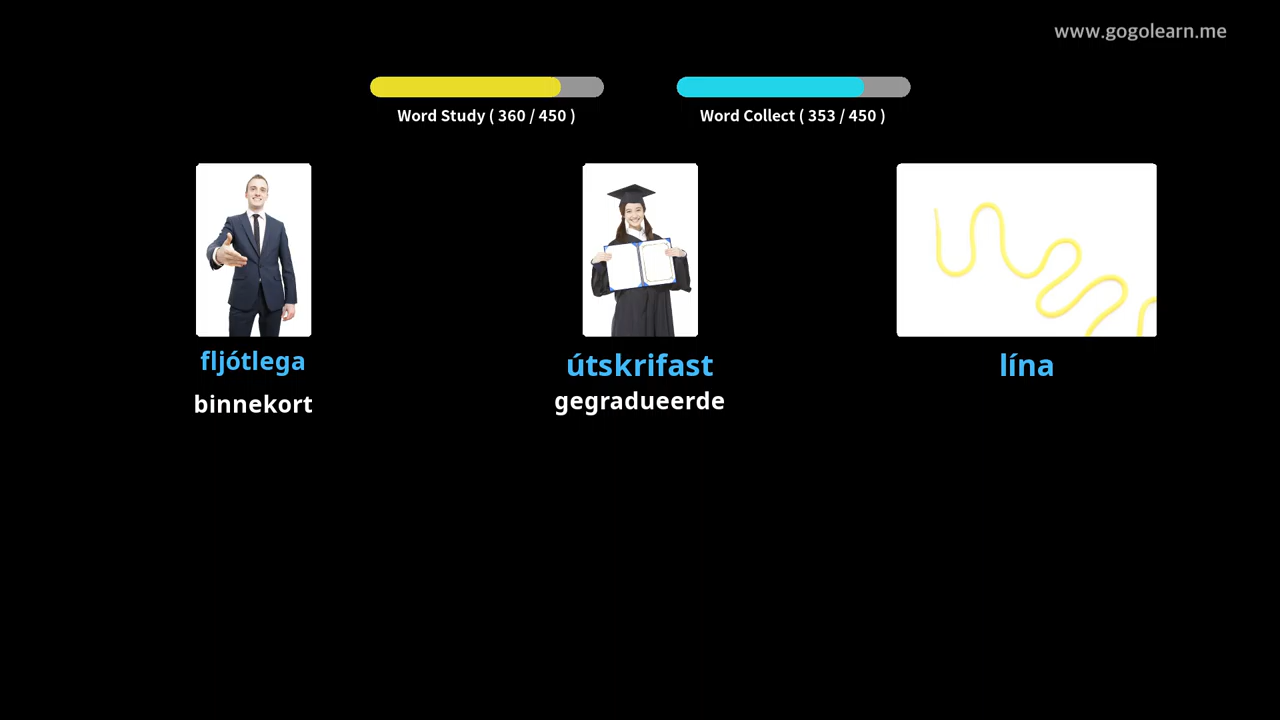 www.gogolearn.me
Word Study ( 360 / 450 )
Word Collect ( 353 / 450 )
fljótlega
binnekort
útskrifast
gegradueerde
lína